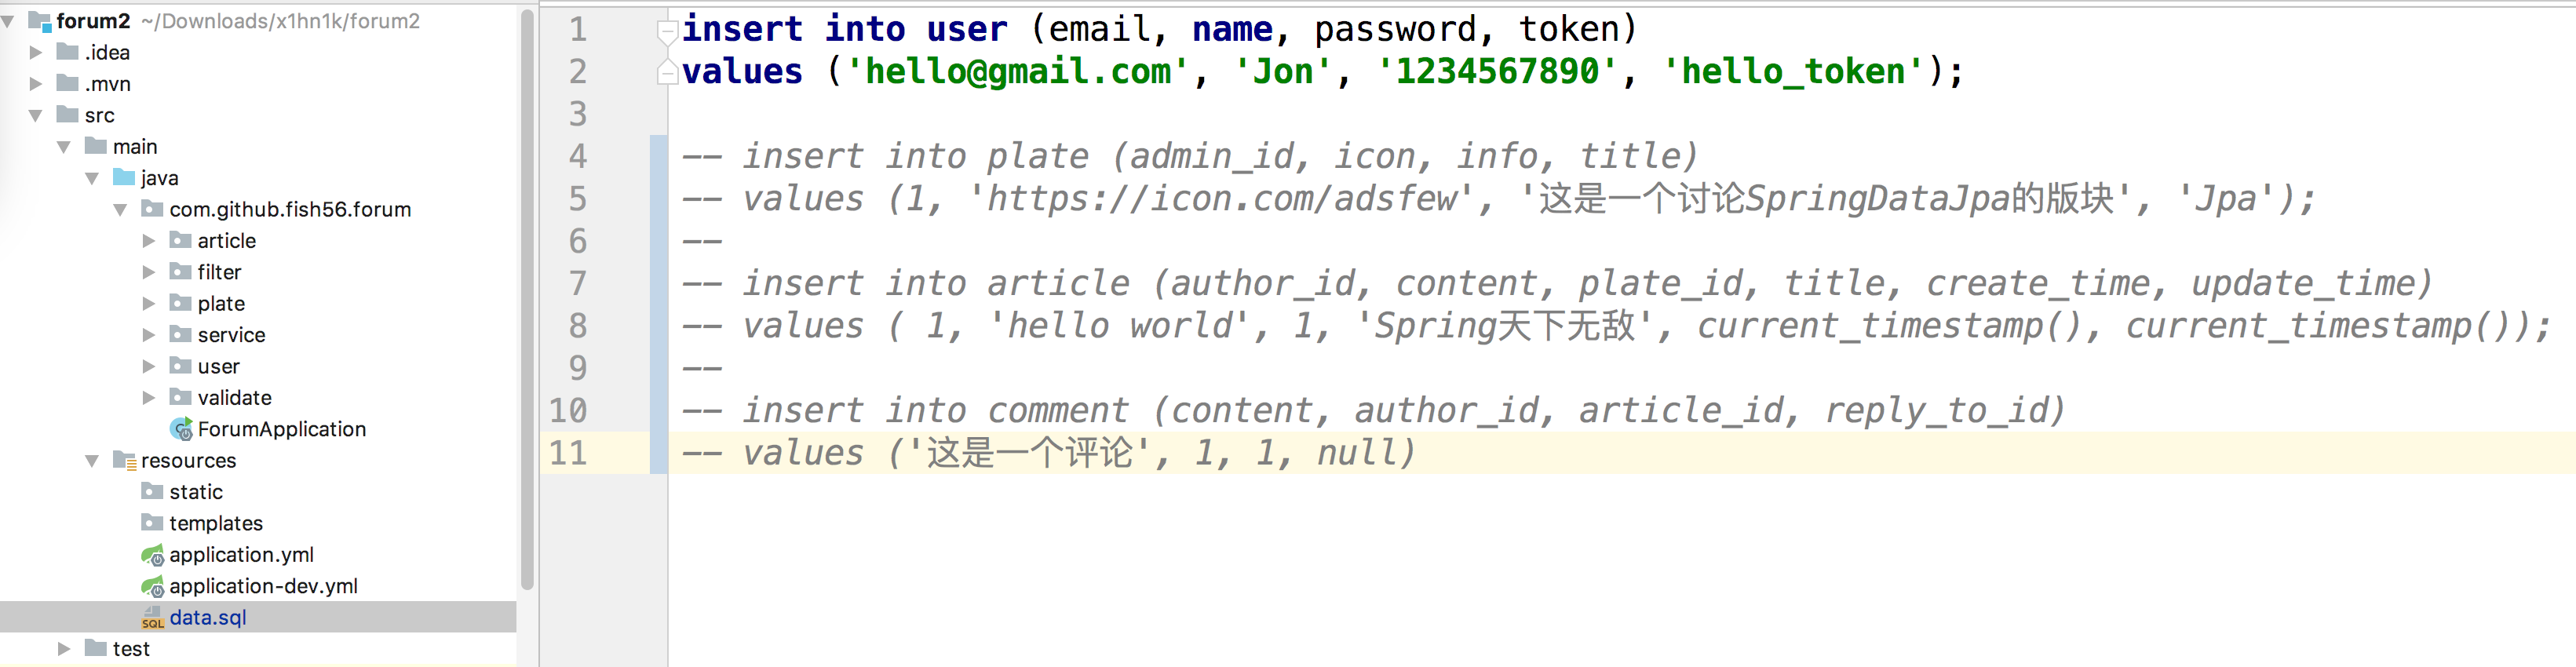 forum2 ~/Downloads/x1hn1k/forum2
.idea
.mvn
src
main
java
com.github.fish56.forum
article
filter
plate
service
user
validate
ForumApplication
resources
static
templates
application.yml
application-dev.yml
data.sql
test
1 insert into user (email, name, password, token)
2 values ('hello@gmail.com', 'Jon', '1234567890', 'hello_token');
3
4 -- insert into plate (admin_id, icon, info, title)
5 -- values (1, 'https://icon.com/adsfew', '这是一个讨论SpringDataJpa的版块', 'Jpa');
6 --
7 -- insert into article (author_id, content, plate_id, title, create_time, update_time)
8 -- values ( 1, 'hello world', 1, 'Spring天下无敌', current_timestamp(), current_timestamp());
9 --
10 -- insert into comment (content, author_id, article_id, reply_to_id)
11 -- values ('这是一个评论', 1, 1, null)